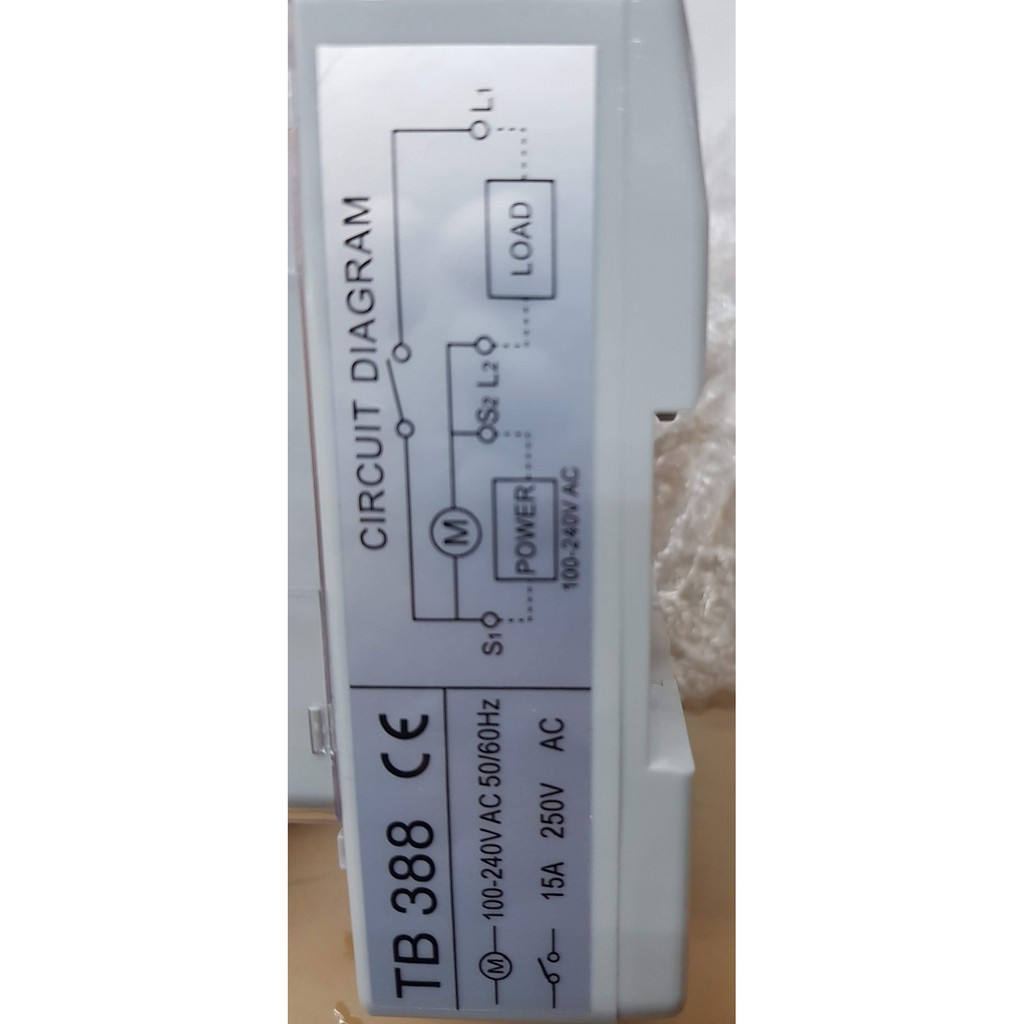 TB 388 CE
M 100-240V AC 50/60Hz
15A 250V AC
CIRCUIT DIAGRAM
M
S1 S2 L2 L1
POWER LOAD
100-240V AC